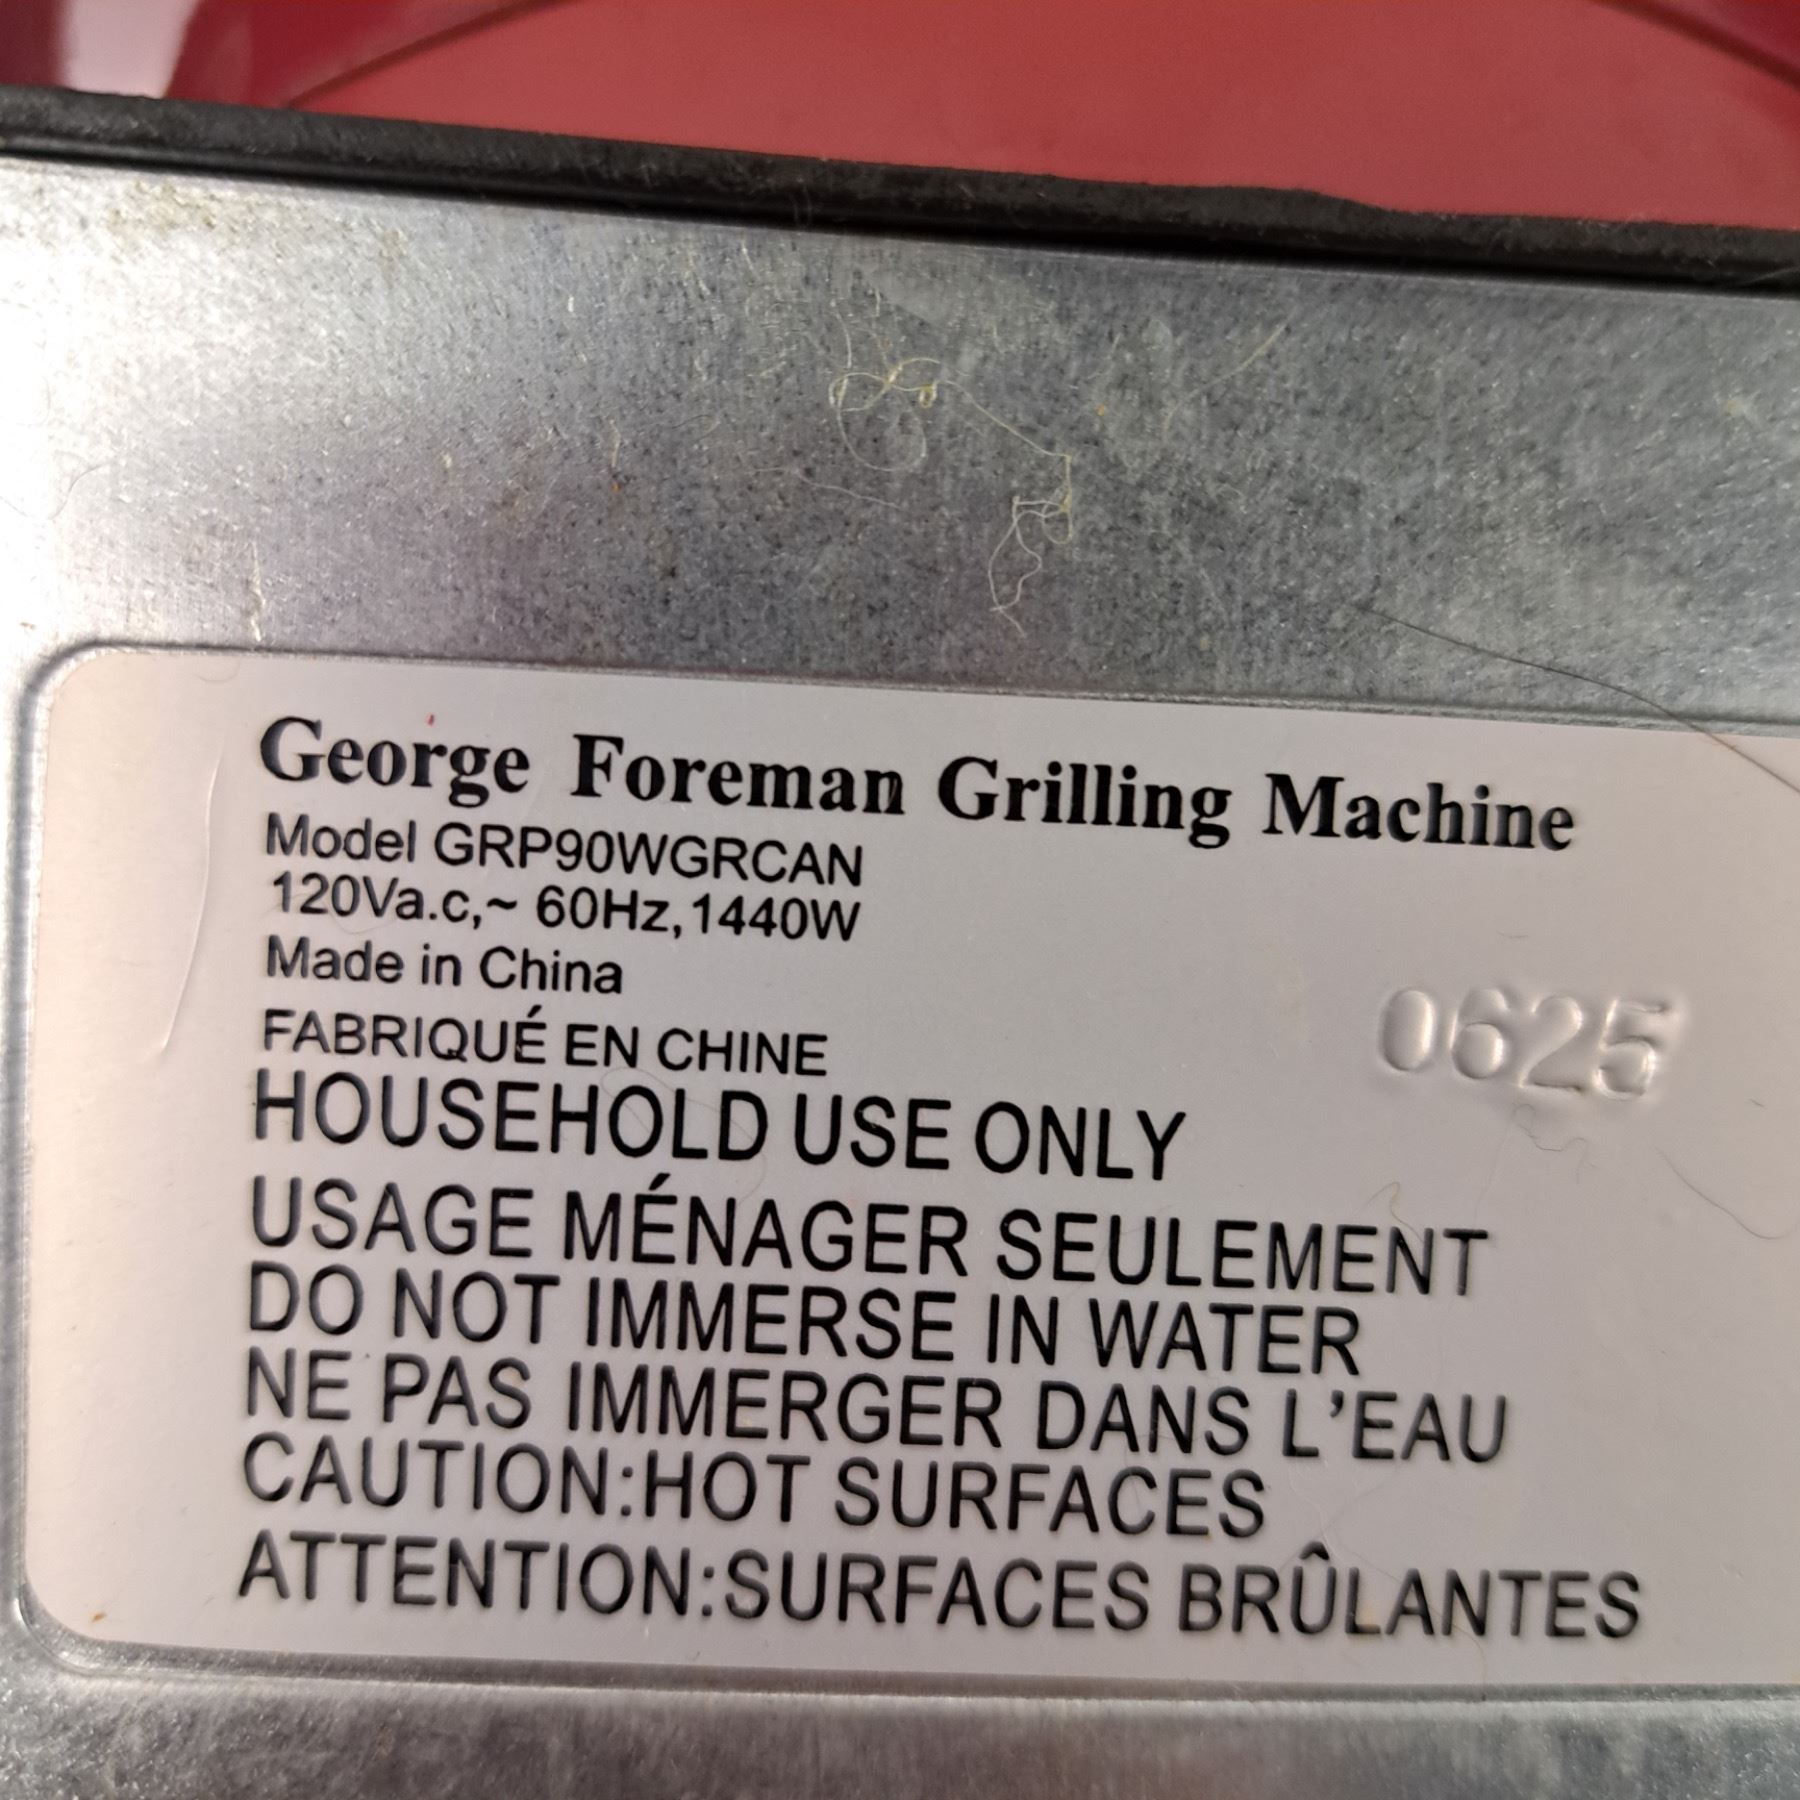 George Foreman Grilling Machine
Model GRP90WGRCAN
120Va.c,~ 60Hz,1440W
Made in China
0625
FABRIQUÉ EN CHINE
HOUSEHOLD USE ONLY
USAGE MÉNAGER SEULEMENT
DO NOT IMMERSE IN WATER
NE PAS IMMERGER DANS L'EAU
CAUTION:HOT SURFACES
ATTENTION:SURFACES BRÛLANTES